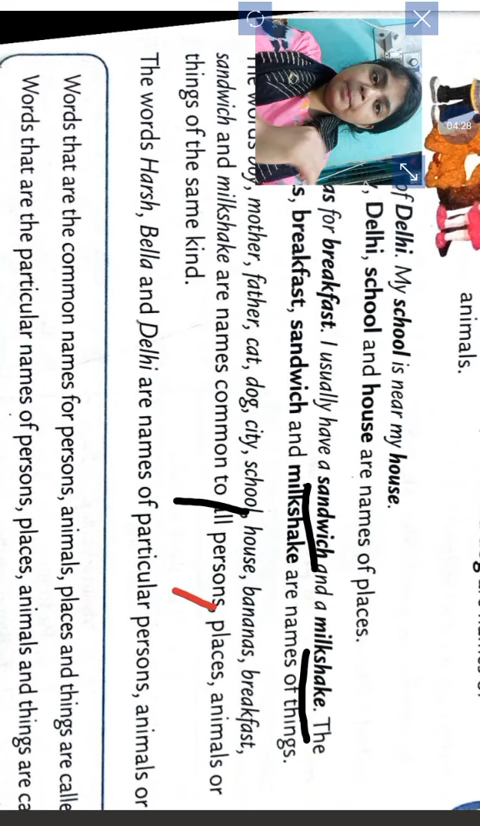 04:28
animals.
of Delhi. My school is near my house.
, Delhi, school and house are names of places.
as for breakfast. I usually have a sandwich and a milkshake. The
s, breakfast, sandwich and milkshake are names of things.
mother, father, cat, dog, city, school, house, bananas, breakfast,
sandwich and milkshake are names common to all persons, places, animals or
things of the same kind.
The words Harsh, Bella and Delhi are names of particular persons, animals or
Words that are the common names for persons, animals, places and things are calle
Words that are the particular names of persons, places, animals and things are ca